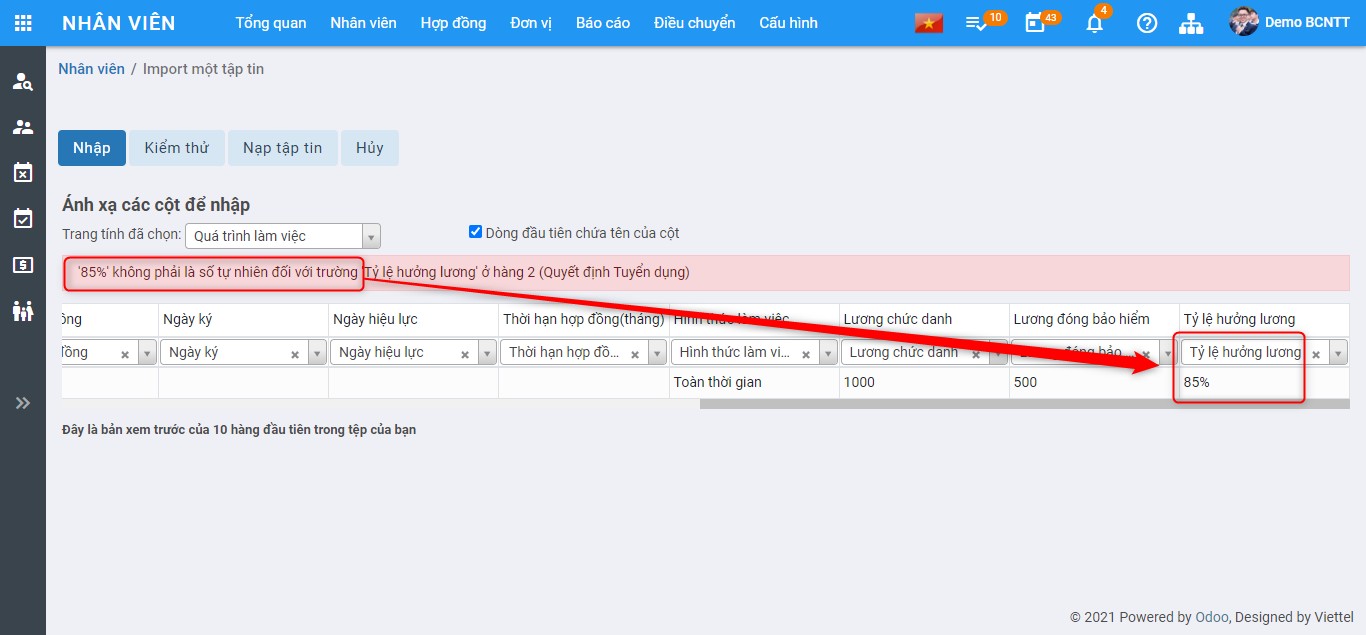 NHÂN VIÊN Tổng quan Nhân viên Hợp đồng Đơn vị Báo cáo Điều chuyển Cấu hình 10 43 4 Demo BCNTT
Nhân viên / Import một tập tin
Nhập Kiểm thử Nạp tập tin Hủy
Ánh xạ các cột để nhập
Trang tính đã chọn: Quá trình làm việc Dòng đầu tiên chứa tên của cột
'85%' không phải là số tự nhiên đối với trường 'Tỷ lệ hưởng lương' ở hàng 2 (Quyết định Tuyển dụng)
Ngày ký Ngày hiệu lực Thời hạn hợp đồng(tháng) Hình thức làm việc Lương chức danh Lương đóng bảo hiểm Tỷ lệ hưởng lương
đồng Ngày ký Ngày hiệu lực Thời hạn hợp đồ... Hình thức làm vi... Lương chức danh Lương đóng bảo ... Tỷ lệ hưởng lương
Toàn thời gian 1000 500 85%
Đây là bản xem trước của 10 hàng đầu tiên trong tệp của bạn
© 2021 Powered by Odoo, Designed by Viettel